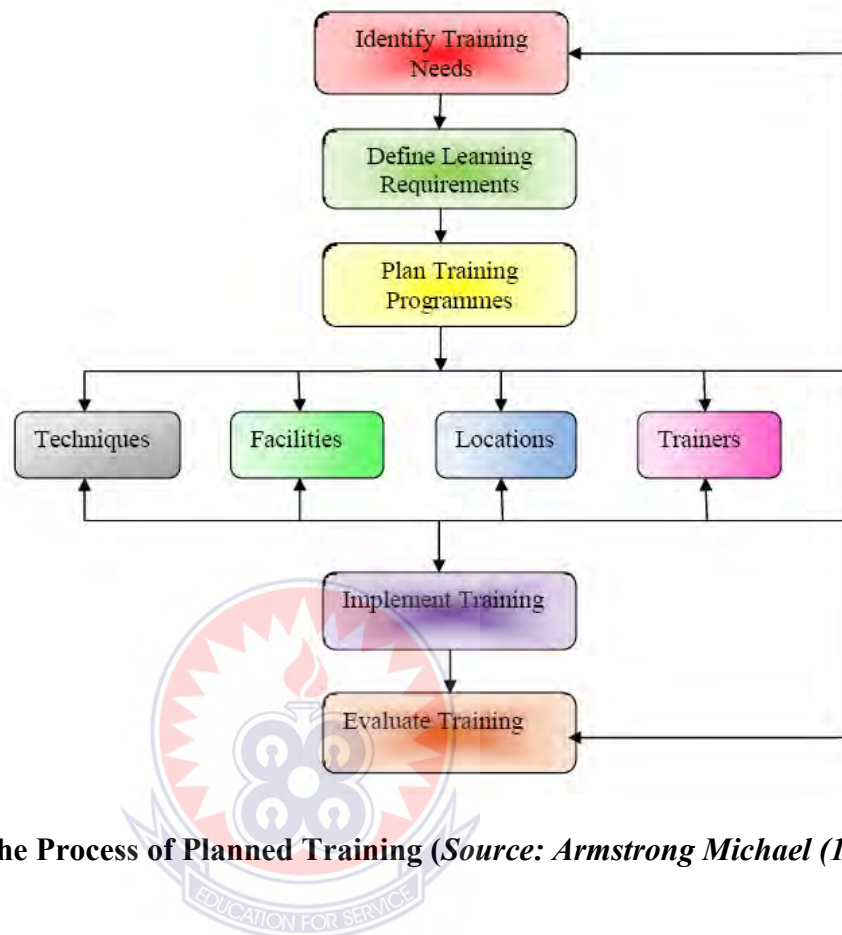 Identify Training
Needs
Define Learning
Requirements
Plan Training
Programmes
Techniques
Facilities
Locations
Trainers
Implement Training
Evaluate Training
he Process of Planned Training (Source: Armstrong Michael (1
EDUCATION FOR SERVICE